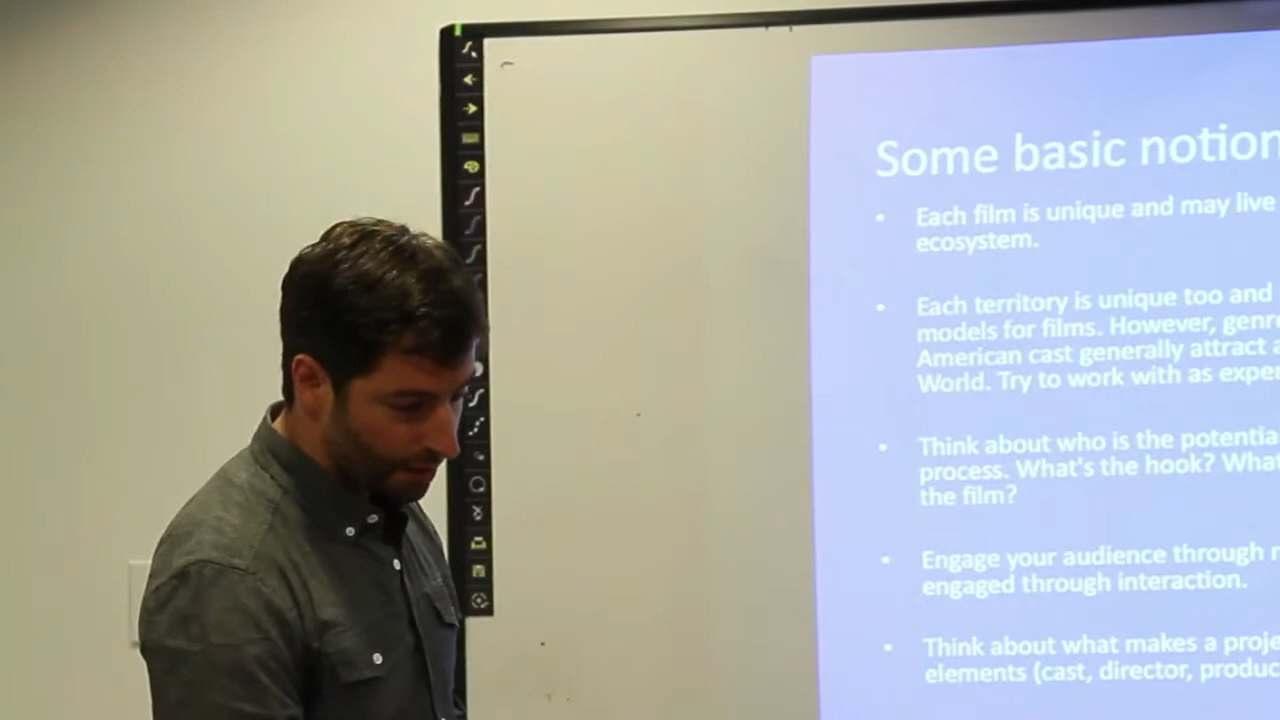 Some basic notion
• Each film is unique and may live
ecosystem.
• Each territory is unique too and
models for films. However, genre
American cast generally attract a
World. Try to work with as exper
• Think about who is the potentia
process. What's the hook? What
the film?
• Engage your audience through
engaged through interaction.
• Think about what makes a proje
elements (cast, director, produc